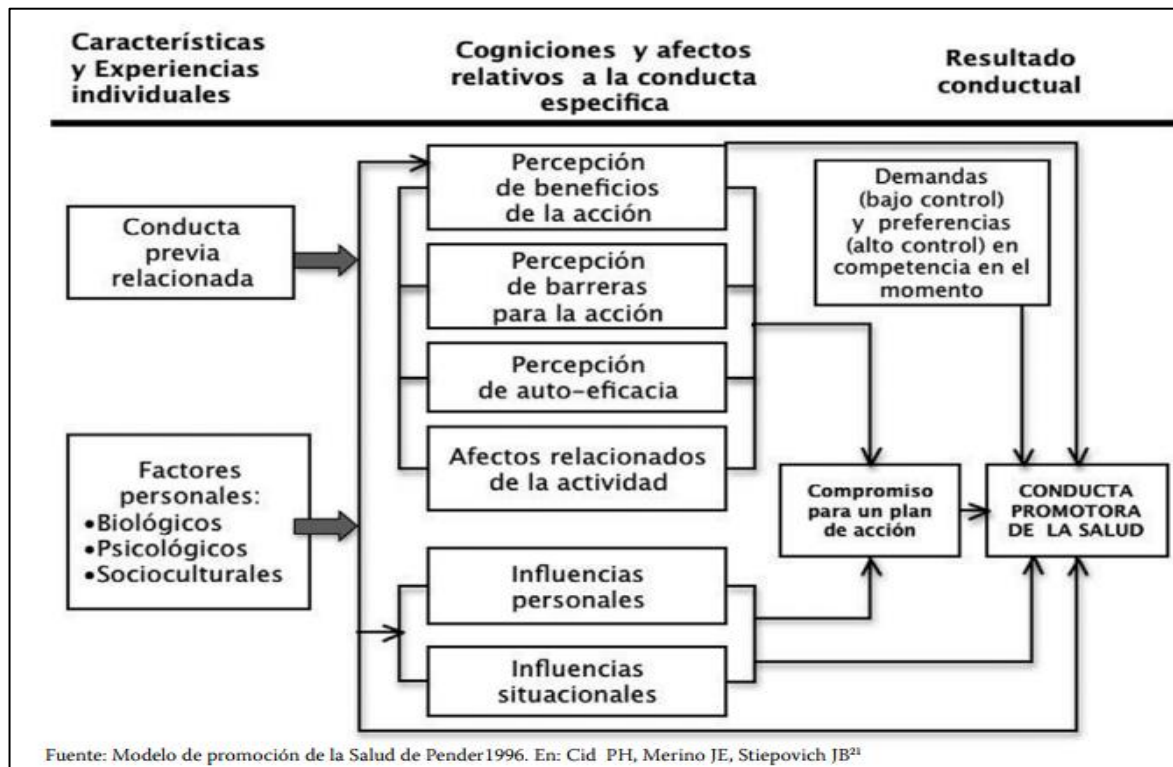 Características
y Experiencias
individuales
Cogniciones y afectos
relativos a la conducta
especifica
Resultado
conductual
Conducta
previa
relacionada
Factores
personales:
•Biológicos
•Psicológicos
•Socioculturales
Percepción
de beneficios
de la acción
Percepción
de barreras
para la acción
Percepción
de auto-eficacia
Afectos relacionados
de la actividad
Influencias
personales
Influencias
situacionales
Demandas
(bajo control)
y preferencias
(alto control) en
competencia en el
momento
Compromiso
para un plan
de acción
CONDUCTA
PROMOTORA
DE LA SALUD
Fuente: Modelo de promoción de la Salud de Pender1996. En: Cid PH, Merino JE, Stiepovich JB²¹